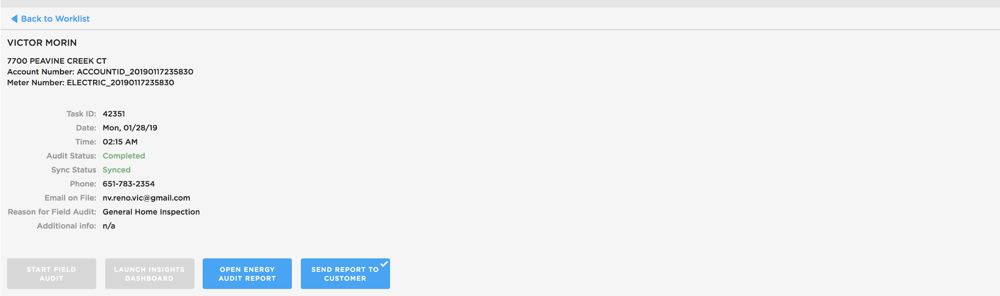 Back to Worklist
VICTOR MORIN
7700 PEAVINE CREEK CT
Account Number: ACCOUNTID_20190117235830
Meter Number: ELECTRIC_20190117235830
Task ID: 42351
Date: Mon, 01/28/19
Time: 02:15 AM
Audit Status: Completed
Sync Status Synced
Phone: 651-783-2354
Email on File: nv.reno.vic@gmail.com
Reason for Field Audit: General Home Inspection
Additional info: n/a
START FIELD
AUDIT
LAUNCH INSIGHTS
DASHBOARD
OPEN ENERGY
AUDIT REPORT
SEND REPORT TO
CUSTOMER